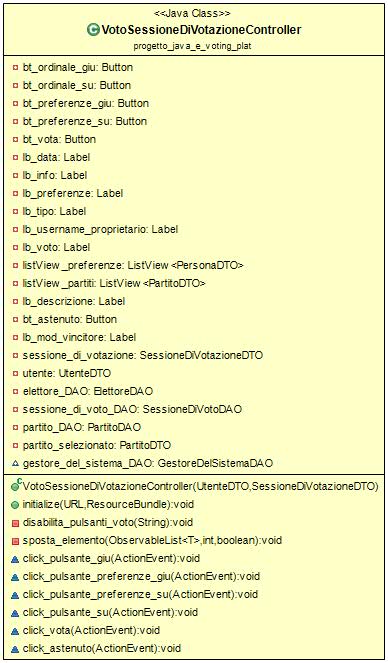 <<Java Class>>
VotoSessioneDiVotazioneController
progetto_java_e_voting_plat
bt_ordinale_giu: Button
bt_ordinale_su: Button
bt_preferenze_giu: Button
bt_preferenze_su: Button
bt_vota: Button
lb_data: Label
lb_info: Label
lb_preferenze: Label
lb_tipo: Label
lb_username_proprietario: Label
lb_voto: Label
listView_preferenze: ListView <PersonaDTO>
listView_partiti: ListView <PartitoDTO>
lb_descrizione: Label
bt_astenuto: Button
lb_mod_vincitore: Label
sessione_di_votazione: SessioneDiVotazioneDTO
utente: UtenteDTO
elettore_DAO: ElettoreDAO
sessione_di_voto_DAO: SessioneDiVotoDAO
partito_DAO: PartitoDAO
partito_selezionato: PartitoDTO
gestore_del_sistema_DAO: GestoreDelSistemaDAO
VotoSessioneDiVotazioneController(UtenteDTO,SessioneDiVotazioneDTO)
initialize(URL,ResourceBundle):void
disabilita_pulsanti_voto(String):void
sposta_elemento(ObservableList<T>,int,boolean):void
click_pulsante_giu(ActionEvent):void
click_pulsante_preferenze_giu(ActionEvent):void
click_pulsante_preferenze_su(ActionEvent):void
click_pulsante_su(ActionEvent):void
click_vota(ActionEvent):void
click_astenuto(ActionEvent):void